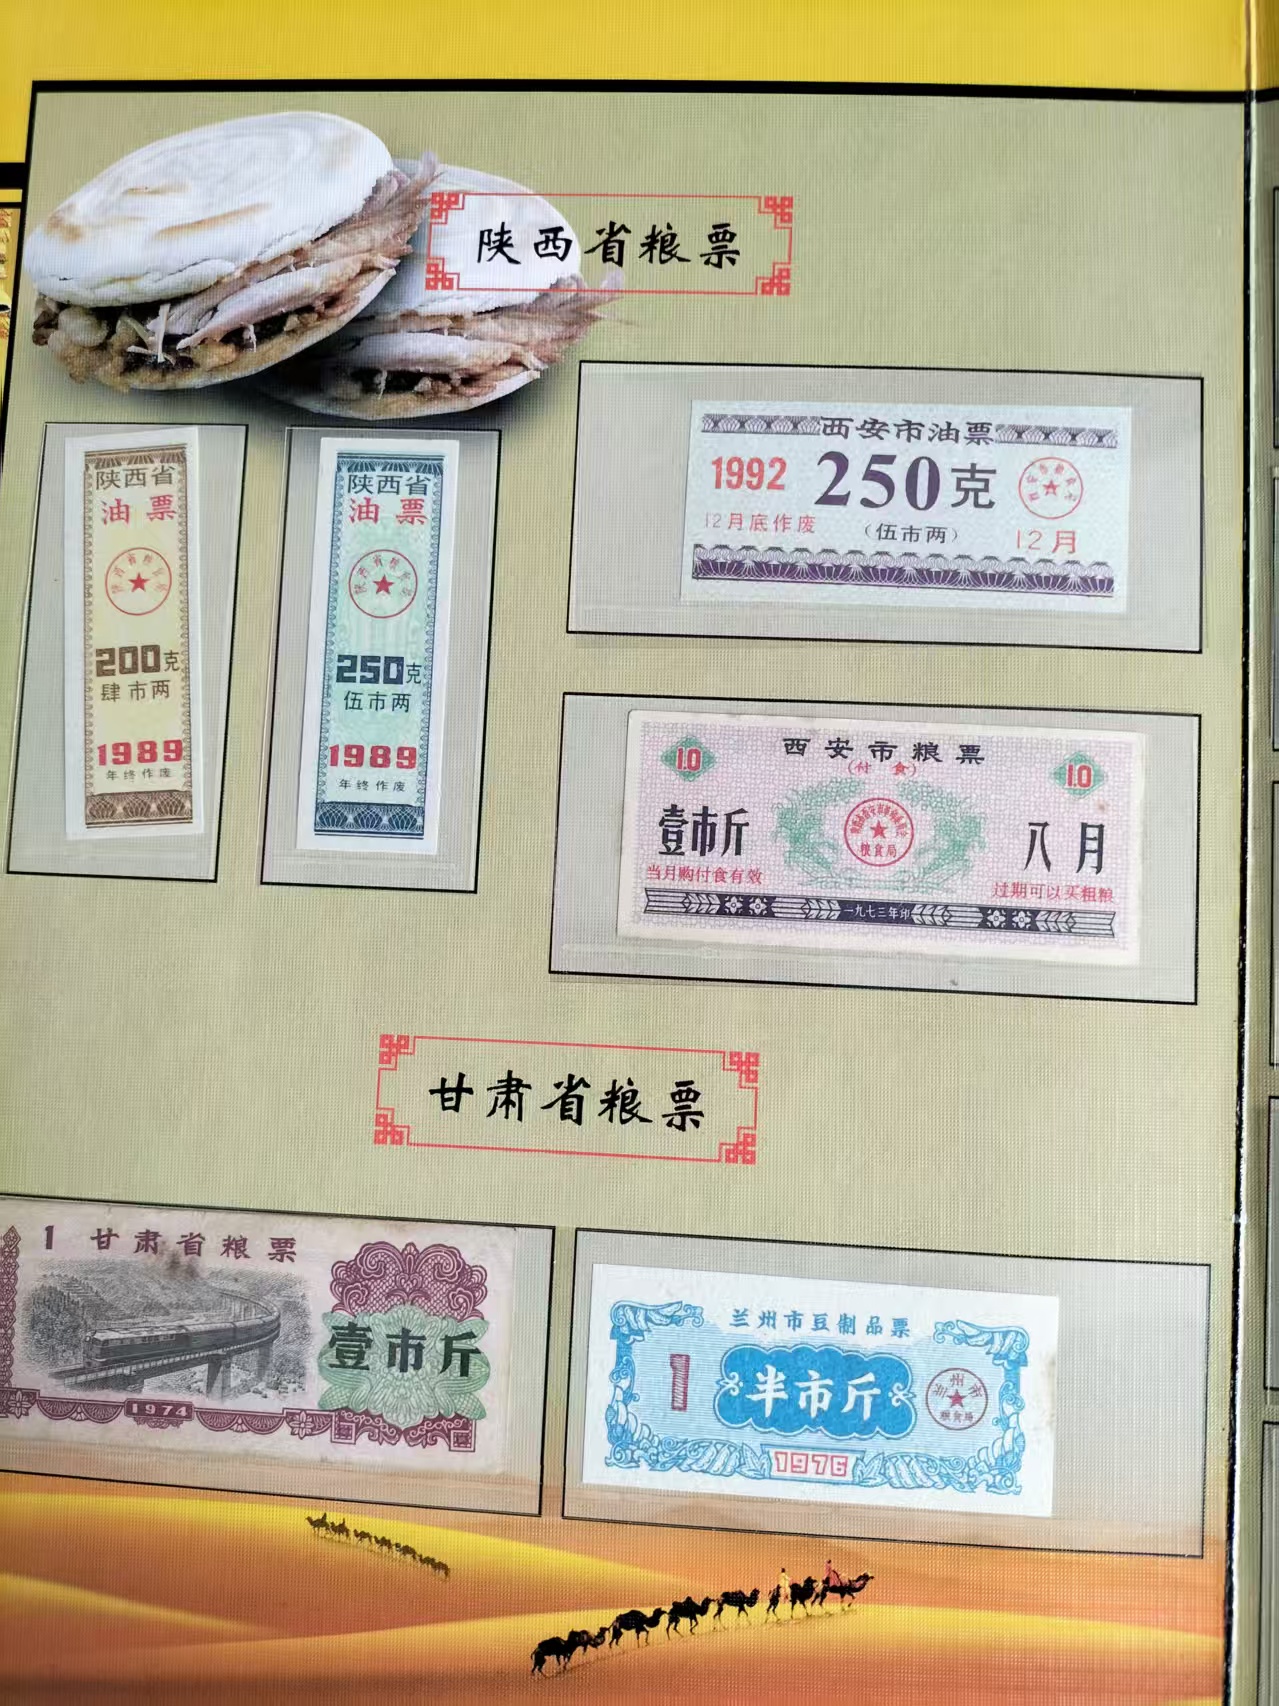 陕西省粮票
陕西省
油票
200克
肆市两
1989
年终作废
陕西省
油票
250克
伍市两
1989
年终作废
西安市油票
1992 250克
12月底作废 (伍市两) 12月
西安市粮票
(付食)
1.0 1.0
壹市斤 粮食局 八月
当月购付食有效 过期可以买粗粮
一九七三年印
甘肃省粮票
1 甘肃省粮票
壹市斤
1974
壹 壹
兰州市豆制品票
1 半市斤 兰州市
粮食局
1976